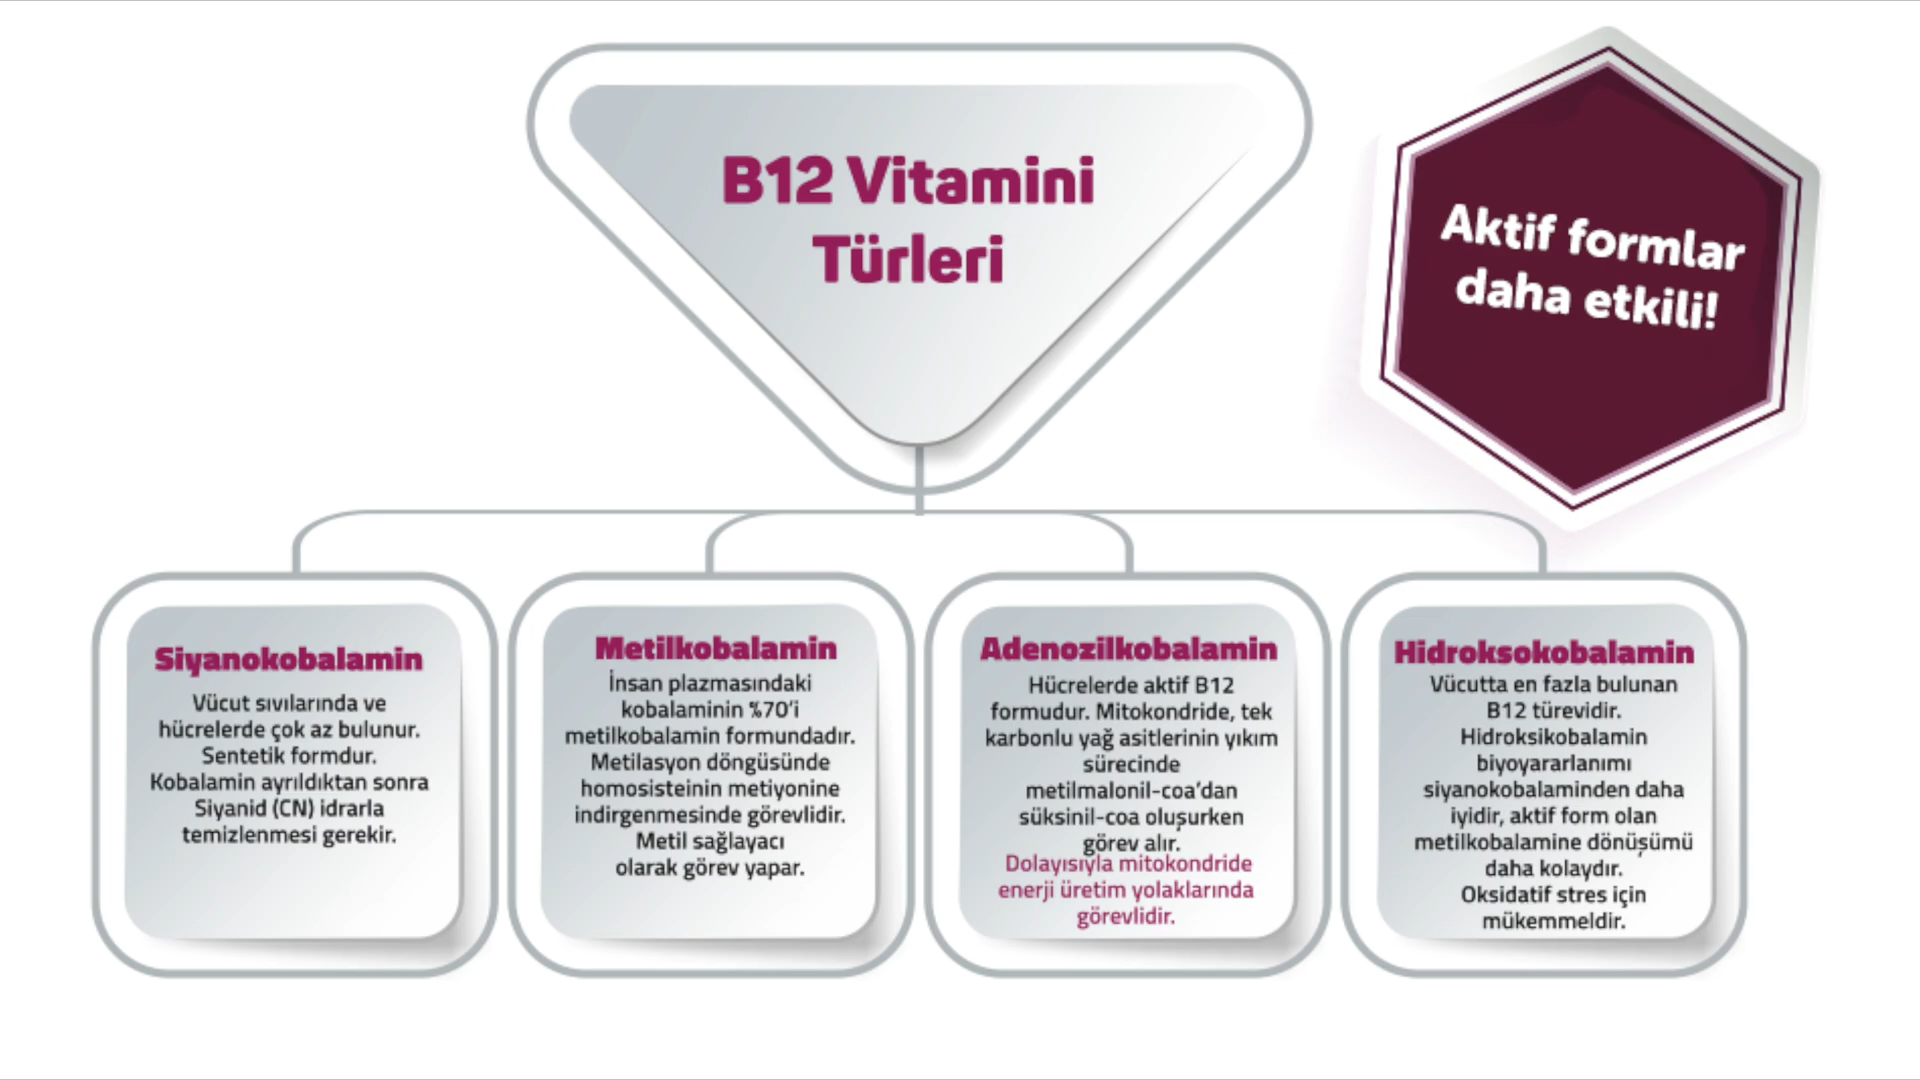 B12 Vitamini
Türleri
Aktif formlar
daha etkili!
Siyanokobalamin
Vücut sıvılarında ve
hücrelerde çok az bulunur.
Sentetik formdur.
Kobalamin ayrıldıktan sonra
Siyanid (CN) idrarla
temizlenmesi gerekir.
Metilkobalamin
İnsan plazmasındaki
kobalaminin %70'i
metilkobalamin formundadır.
Metilasyon döngüsünde
homosisteinin metiyonine
indirgenmesinde görevlidir.
Metil sağlayacı
olarak görev yapar.
Adenozilkobalamin
Hücrelerde aktif B12
formudur. Mitokondride, tek
karbonlu yağ asitlerinin yıkım
sürecinde
metilmalonil-coa'dan
süksinil-coa oluşurken
görev alır.
Dolayısıyla mitokondride
enerji üretim yolaklarında
görevlidir.
Hidroksokobalamin
Vücutta en fazla bulunan
B12 türevidir.
Hidroksikobalamin
biyoyararlanımı
siyanokobalaminden daha
iyidir, aktif form olan
metilkobalamine dönüşümü
daha kolaydır.
Oksidatif stres için
mükemmeldir.